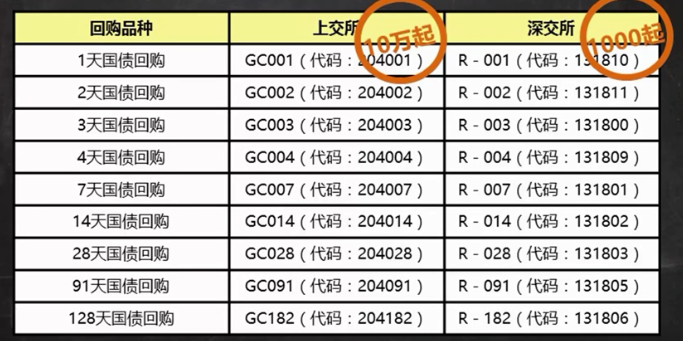 回购品种 上交所 深交所
10万起 1000起
1天国债回购 GC001（代码：204001） R - 001（代码：131810）
2天国债回购 GC002（代码：204002） R - 002（代码：131811）
3天国债回购 GC003（代码：204003） R - 003（代码：131800）
4天国债回购 GC004（代码：204004） R - 004（代码：131809）
7天国债回购 GC007（代码：204007） R - 007（代码：131801）
14天国债回购 GC014（代码：204014） R - 014（代码：131802）
28天国债回购 GC028（代码：204028） R - 028（代码：131803）
91天国债回购 GC091（代码：204091） R - 091（代码：131805）
128天国债回购 GC182（代码：204182） R - 182（代码：131806）